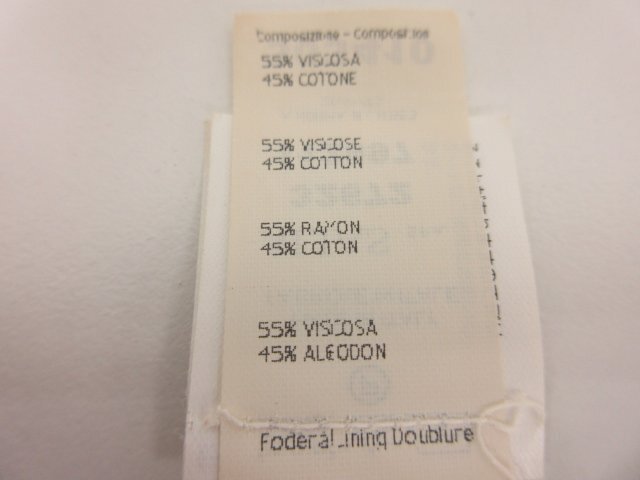 Composizione - Composition
55% VISCOSA
45% COTONE
55% VISCOSE
45% COTTON
55% RAYON
45% COTON
55% VISCOSA
45% ALGODON
Fodera Lining Doublure